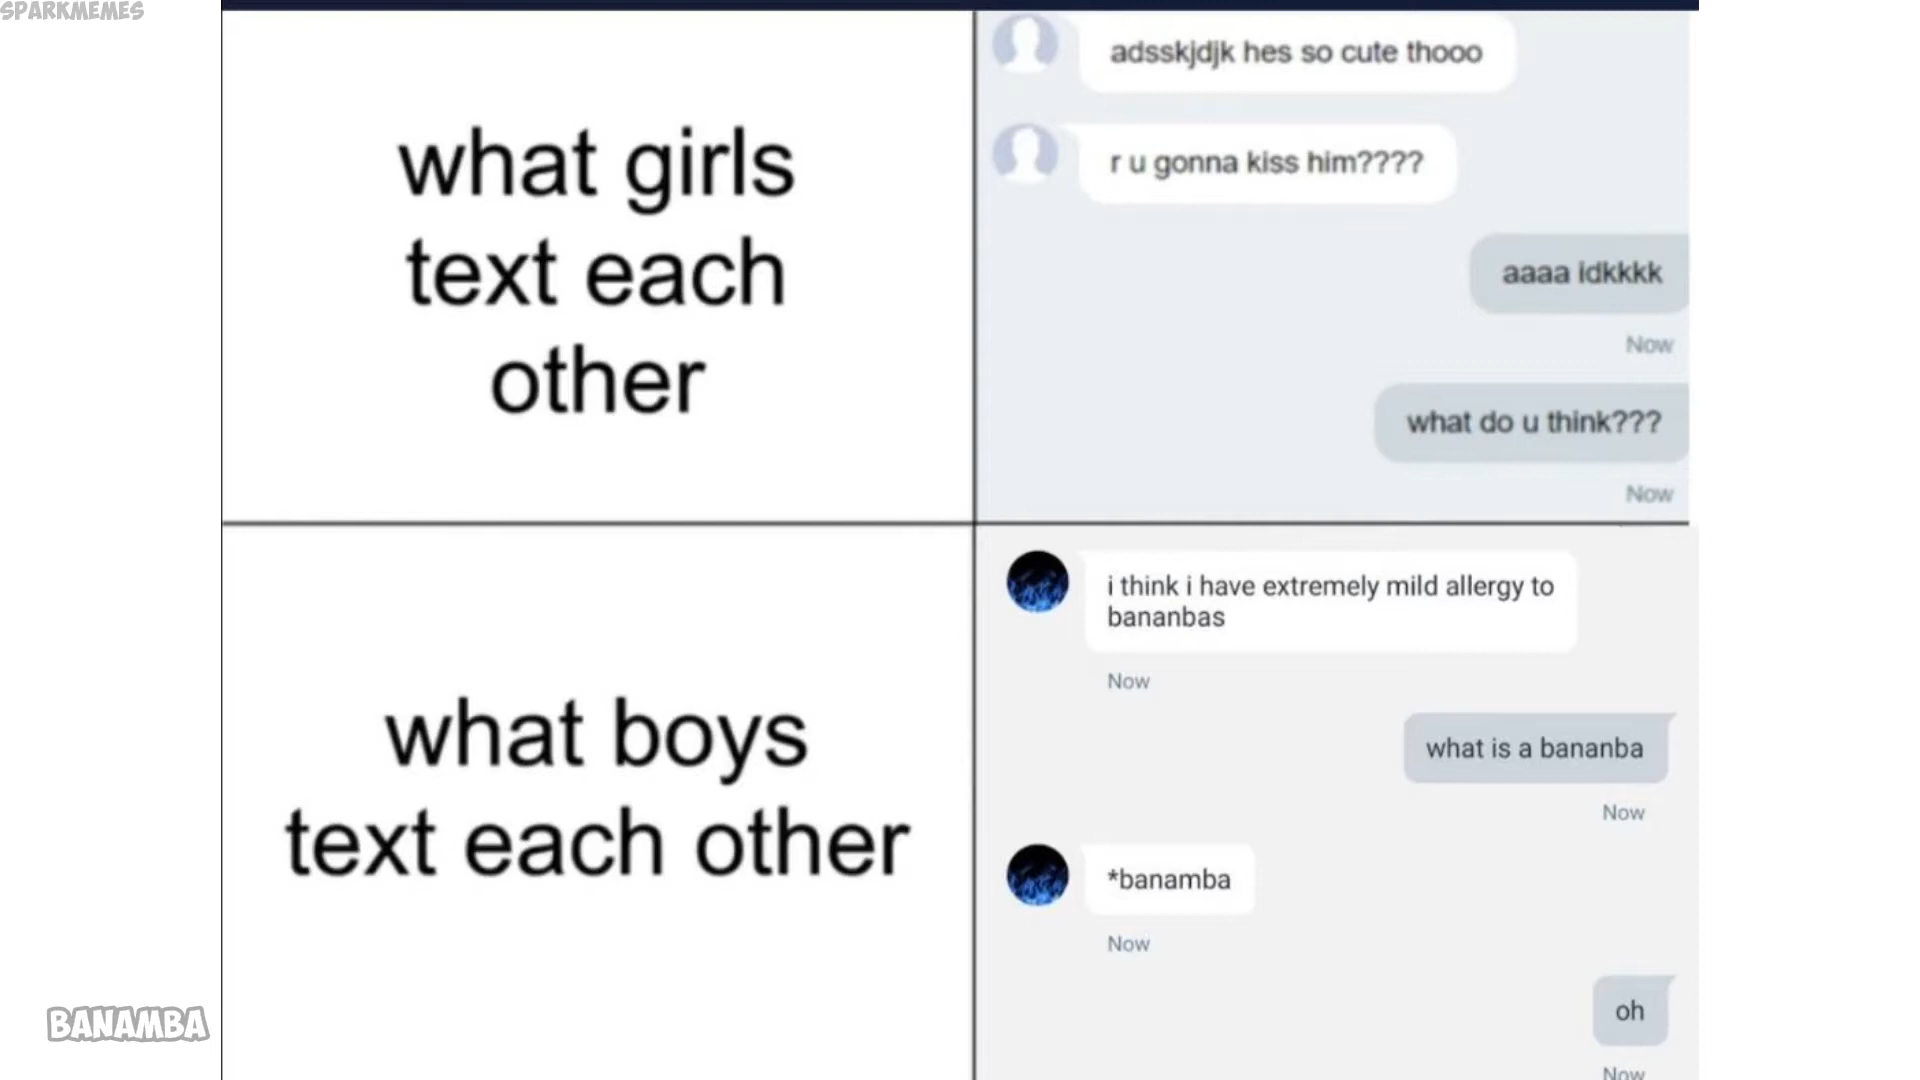 SPARKMEMES
what girls
text each
other
adsskjdjk hes so cute thooo
r u gonna kiss him????
aaaa idkkkk
Now
what do u think???
Now
what boys
text each other
i think i have extremely mild allergy to
bananbas
Now
what is a bananba
Now
*banamba
Now
oh
Now
BANAMBA